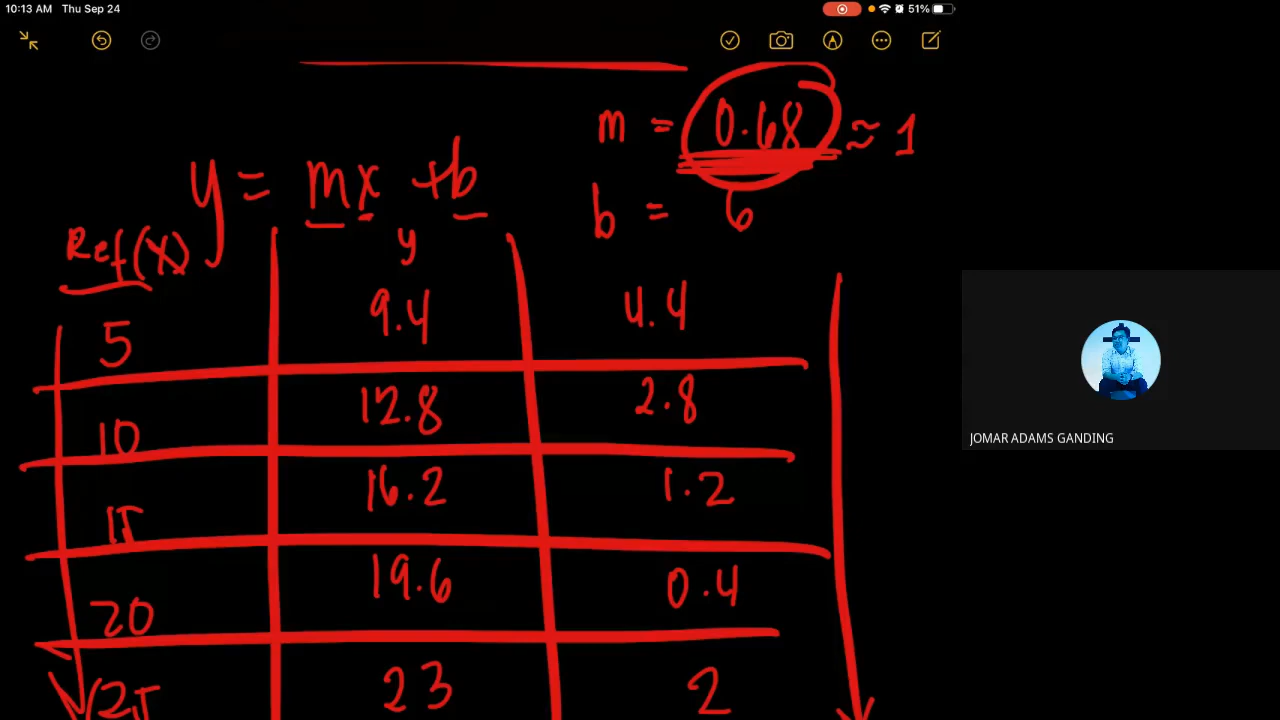 10:13 AM Thu Sep 24
51%
m = 0.68 ≈ 1
y = mx + b
b = 6
Ref(x) y
5 9.4 4.4
10 12.8 2.8
15 16.2 1.2
20 19.6 0.4
25 23 2
JOMAR ADAMS GANDING